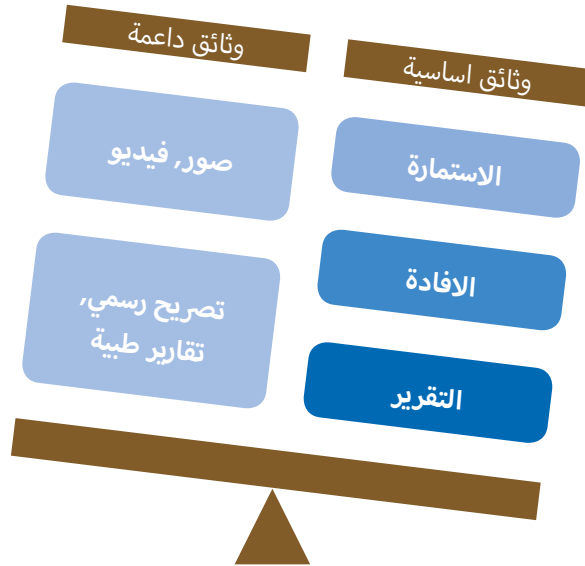 وثائق اساسية
الاستمارة
الافادة
التقرير
وثائق داعمة
صور, فيديو
تصريح رسمي,
تقارير طبية